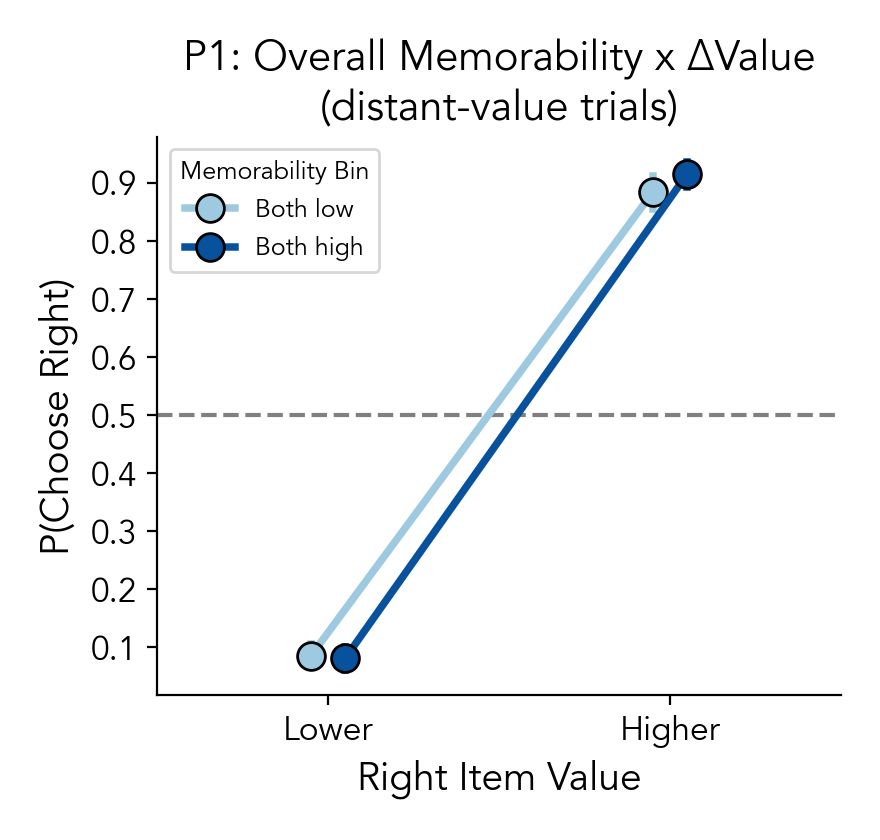 P1: Overall Memorability x ΔValue
(distant-value trials)
Memorability Bin
Both low
Both high
P(Choose Right)
0.9
0.8
0.7
0.6
0.5
0.4
0.3
0.2
0.1
Lower
Higher
Right Item Value